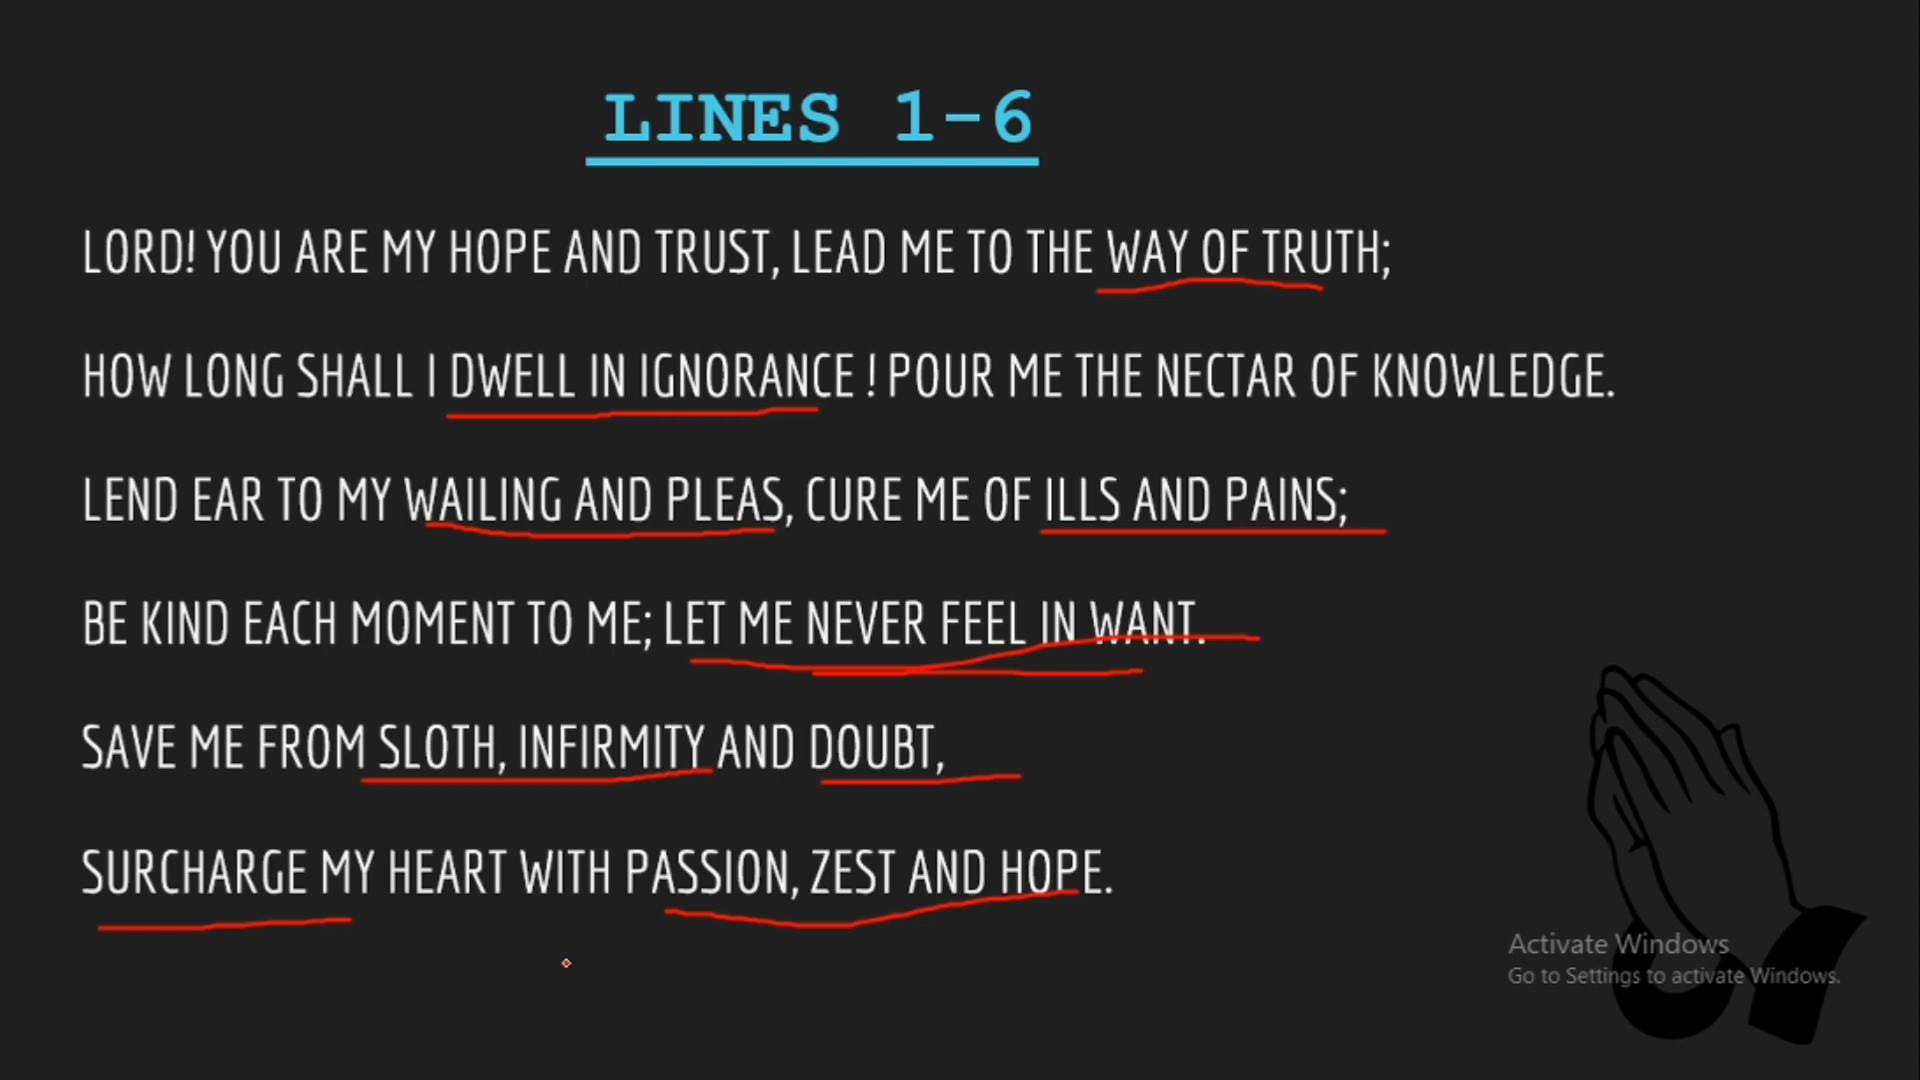 LINES 1-6
LORD! YOU ARE MY HOPE AND TRUST, LEAD ME TO THE WAY OF TRUTH;
HOW LONG SHALL I DWELL IN IGNORANCE ! POUR ME THE NECTAR OF KNOWLEDGE.
LEND EAR TO MY WAILING AND PLEAS, CURE ME OF ILLS AND PAINS;
BE KIND EACH MOMENT TO ME; LET ME NEVER FEEL IN WANT.
SAVE ME FROM SLOTH, INFIRMITY AND DOUBT,
SURCHARGE MY HEART WITH PASSION, ZEST AND HOPE.
Activate Windows
Go to Settings to activate Windows.